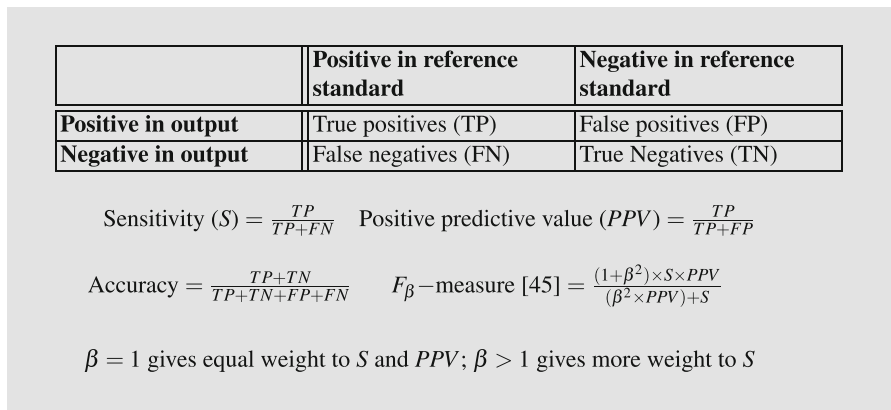 Positive in reference standard | Negative in reference standard
Positive in output | True positives (TP) | False positives (FP)
Negative in output | False negatives (FN) | True Negatives (TN)
Sensitivity (S) = TP/(TP+FN)   Positive predictive value (PPV) = TP/(TP+FP)
Accuracy = (TP+TN)/(TP+TN+FP+FN)   Fβ−measure [45] = ((1+β²)×S×PPV)/((β²×PPV)+S)
β = 1 gives equal weight to S and PPV; β > 1 gives more weight to S